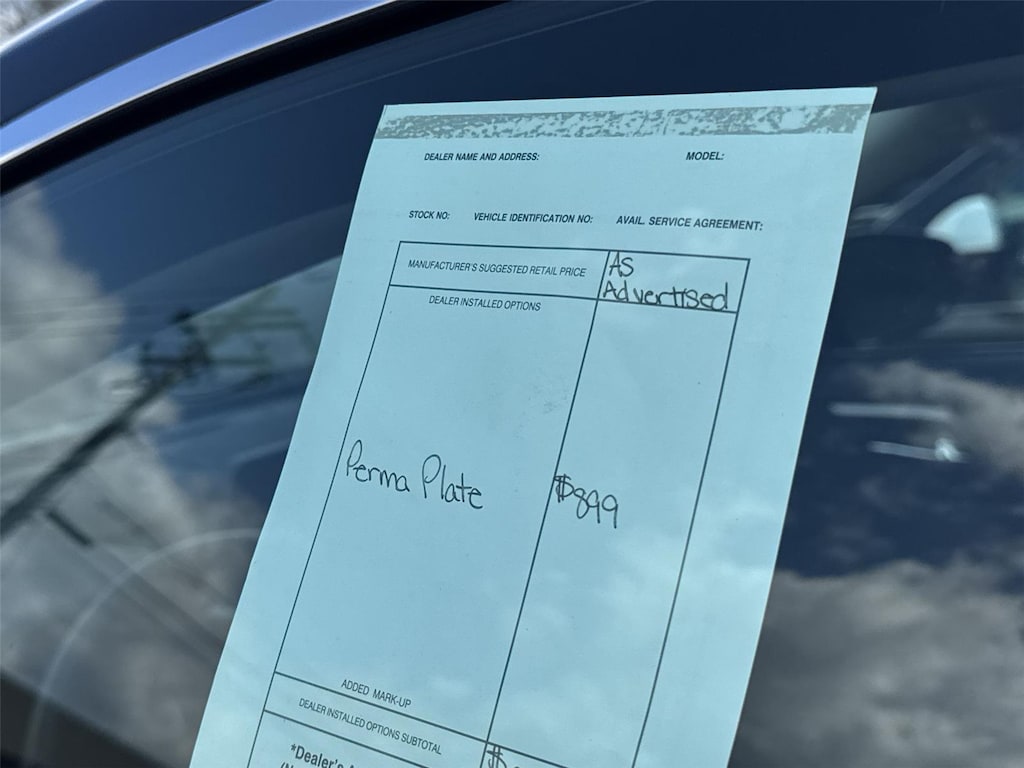 DEALER NAME AND ADDRESS: MODEL:
STOCK NO: VEHICLE IDENTIFICATION NO: AVAIL. SERVICE AGREEMENT:
MANUFACTURER'S SUGGESTED RETAIL PRICE
As
Advertised
DEALER INSTALLED OPTIONS
Perma Plate $899
ADDED MARK-UP
DEALER INSTALLED OPTIONS SUBTOTAL $
*Dealer's